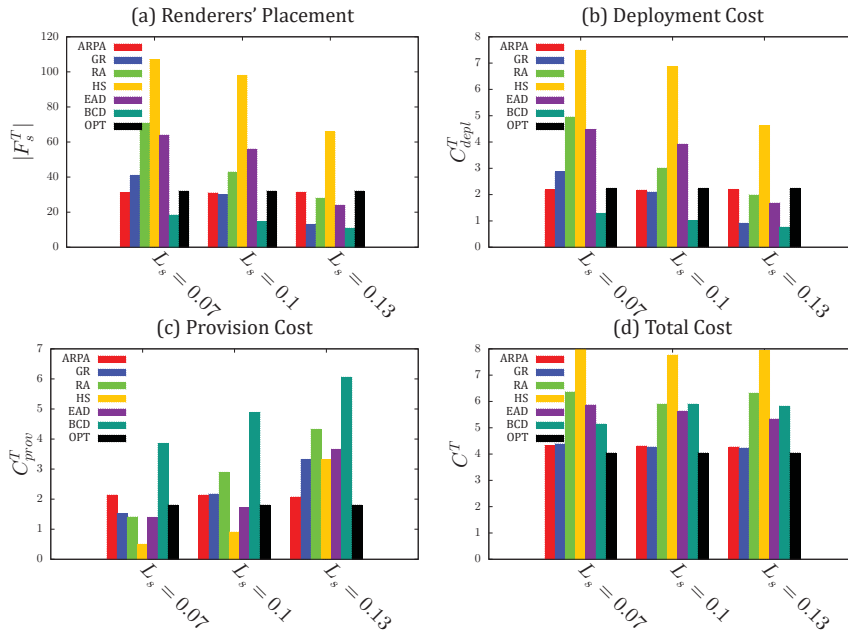 (a) Renderers' Placement
120
100
80
60
40
20
0
|F_s^T|
ARPA
GR
RA
HS
EAD
BCD
OPT
L_s = 0.07
L_s = 0.1
L_s = 0.13
(b) Deployment Cost
8
7
6
5
4
3
2
1
0
C_{depl}^T
ARPA
GR
RA
HS
EAD
BCD
OPT
L_s = 0.07
L_s = 0.1
L_s = 0.13
(c) Provision Cost
7
6
5
4
3
2
1
0
C_{prov}^T
ARPA
GR
RA
HS
EAD
BCD
OPT
L_s = 0.07
L_s = 0.1
L_s = 0.13
(d) Total Cost
8
7
6
5
4
3
2
1
0
C^T
ARPA
GR
RA
HS
EAD
BCD
OPT
L_s = 0.07
L_s = 0.1
L_s = 0.13